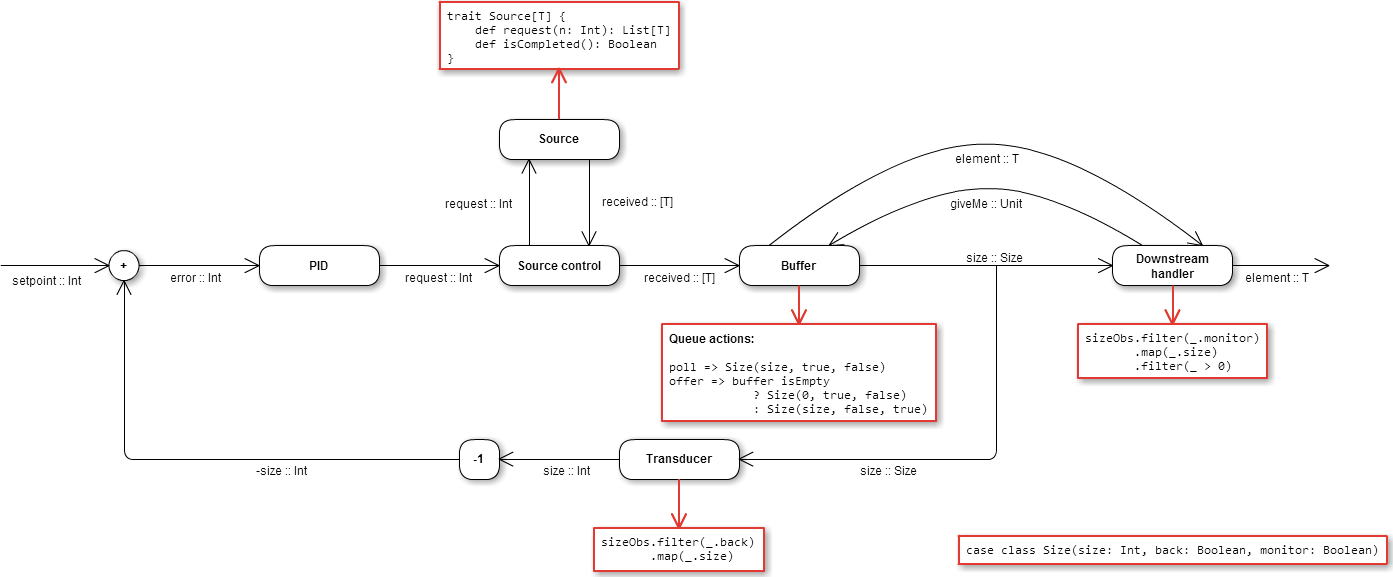 trait Source[T] {
    def request(n: Int): List[T]
    def isCompleted(): Boolean
}
Source
element :: T
request :: Int
received :: [T]
giveMe :: Unit
setpoint :: Int
+
error :: Int
PID
request :: Int
Source control
received :: [T]
Buffer
size :: Size
Downstream
handler
element :: T
Queue actions:
poll => Size(size, true, false)
offer => buffer isEmpty
            ? Size(0, true, false)
            : Size(size, false, true)
sizeObs.filter(_.monitor)
       .map(_.size)
       .filter(_ > 0)
-size :: Int
-1
size :: Int
Transducer
size :: Size
sizeObs.filter(_.back)
       .map(_.size)
case class Size(size: Int, back: Boolean, monitor: Boolean)